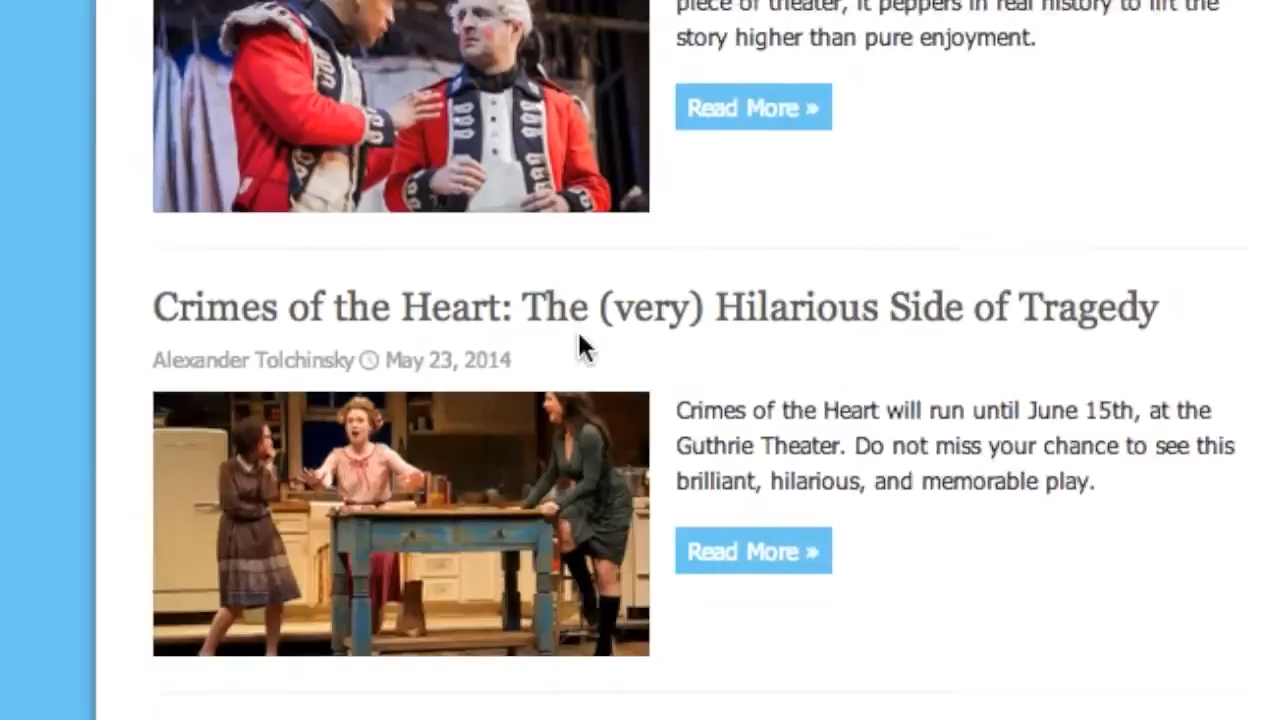 piece of theater, it peppers in real history to lift the
story higher than pure enjoyment.
Read More »
Crimes of the Heart: The (very) Hilarious Side of Tragedy
Alexander Tolchinsky May 23, 2014
Crimes of the Heart will run until June 15th, at the
Guthrie Theater. Do not miss your chance to see this
brilliant, hilarious, and memorable play.
Read More »